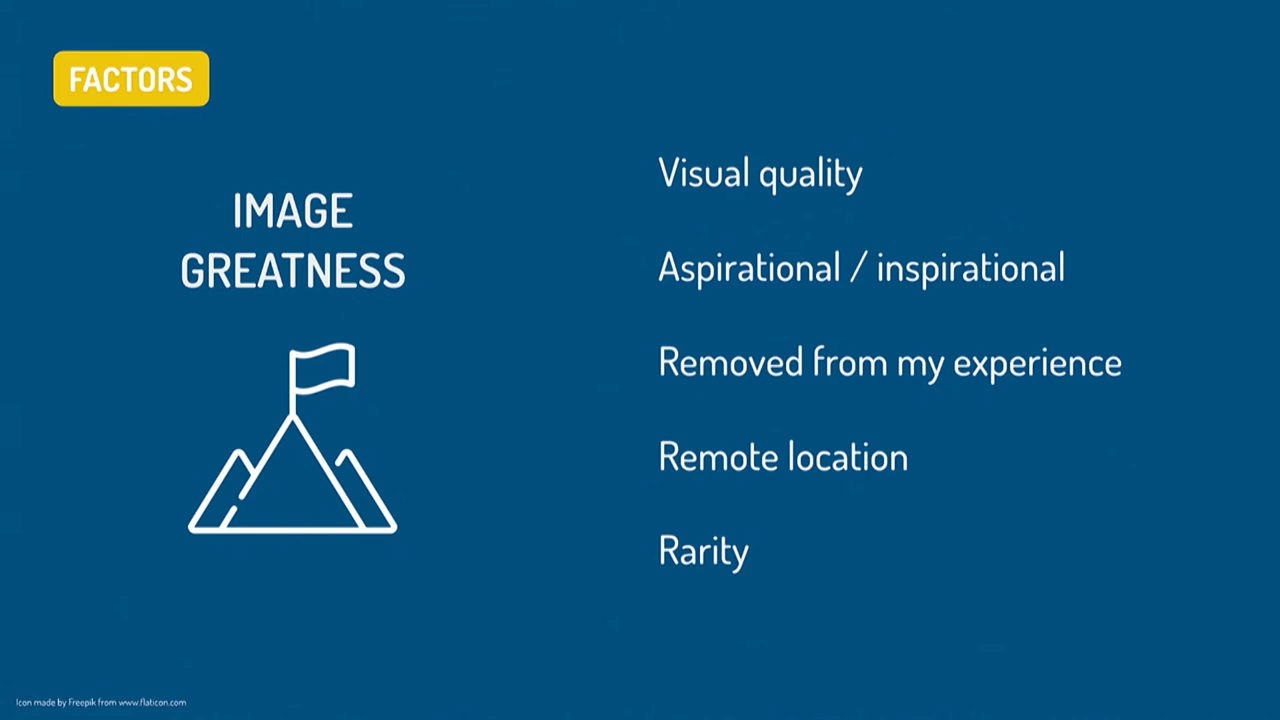 FACTORS
IMAGE
GREATNESS
Visual quality
Aspirational / inspirational
Removed from my experience
Remote location
Rarity
Icon made by Freepik from www.flaticon.com